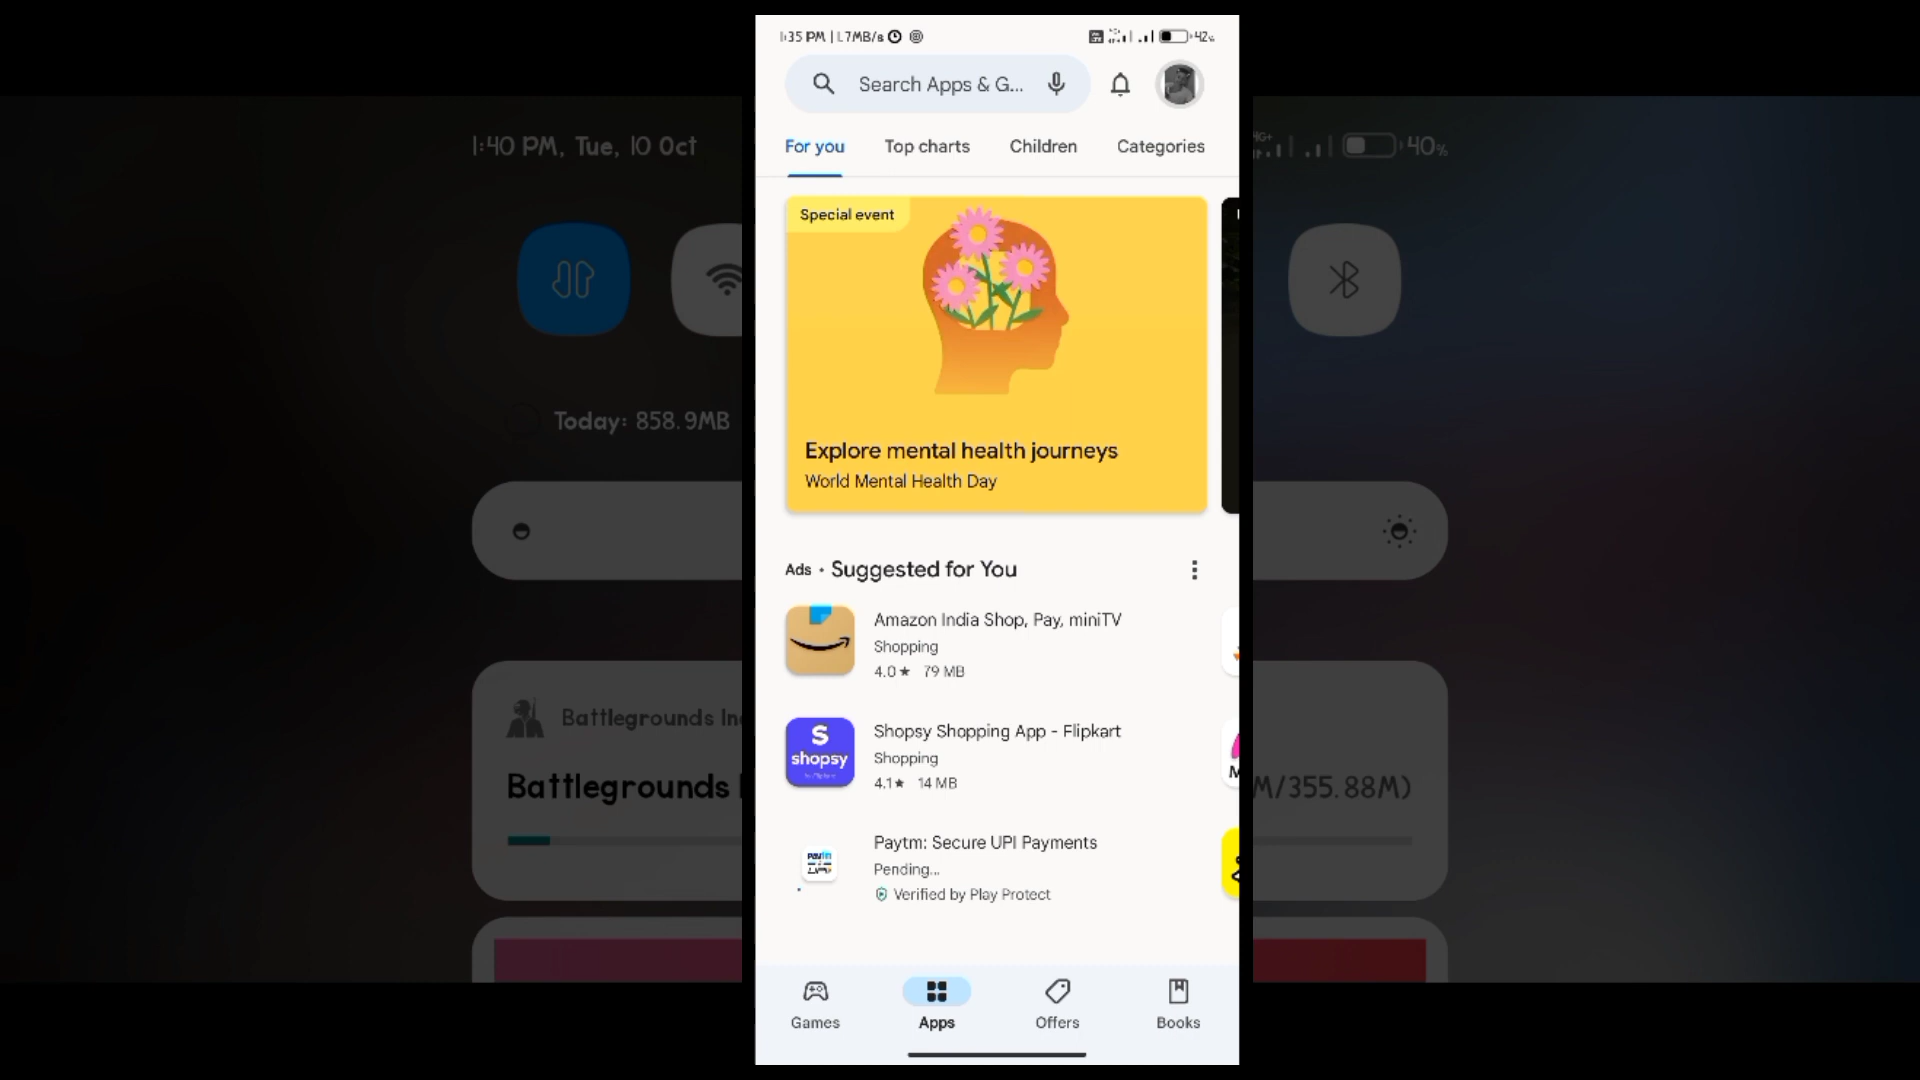 1:35 PM | 1.7MB/s
42%
Search Apps & G...
For you Top charts Children Categories
Special event
Explore mental health journeys
World Mental Health Day
Ads • Suggested for You
Amazon India Shop, Pay, miniTV
Shopping
4.0★ 79 MB
S
shopsy
Shopsy Shopping App - Flipkart
Shopping
4.1★ 14 MB
paytm
Paytm: Secure UPI Payments
Pending...
Verified by Play Protect
Games Apps Offers Books
1:40 PM, Tue, 10 Oct
4G+
40%
Today: 858.9MB
Battlegrounds
Battlegrounds
M/355.88M)